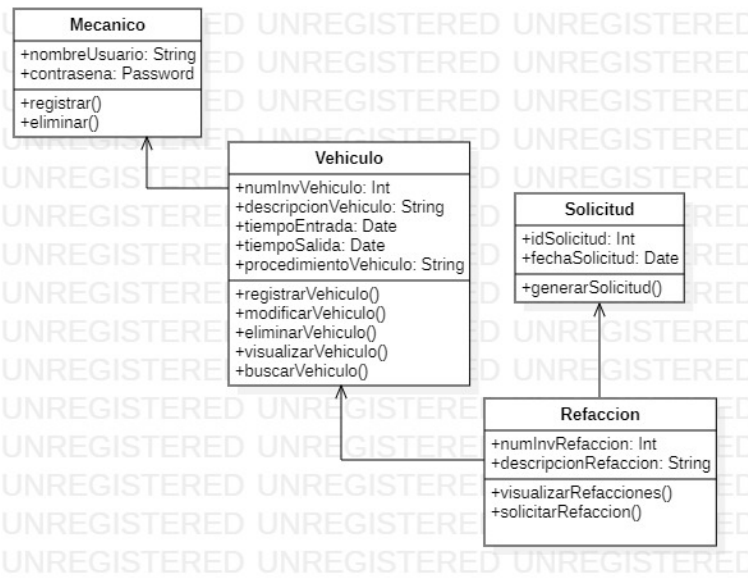 Mecanico
+nombreUsuario: String
+contrasena: Password
+registrar()
+eliminar()
Vehiculo
+numInvVehiculo: Int
+descripcionVehiculo: String
+tiempoEntrada: Date
+tiempoSalida: Date
+procedimientoVehiculo: String
+registrarVehiculo()
+modificarVehiculo()
+eliminarVehiculo()
+visualizarVehiculo()
+buscarVehiculo()
Solicitud
+idSolicitud: Int
+fechaSolicitud: Date
+generarSolicitud()
Refaccion
+numInvRefaccion: Int
+descripcionRefaccion: String
+visualizarRefacciones()
+solicitarRefaccion()
UNREGISTERED UNREGISTERED UNREGISTERED